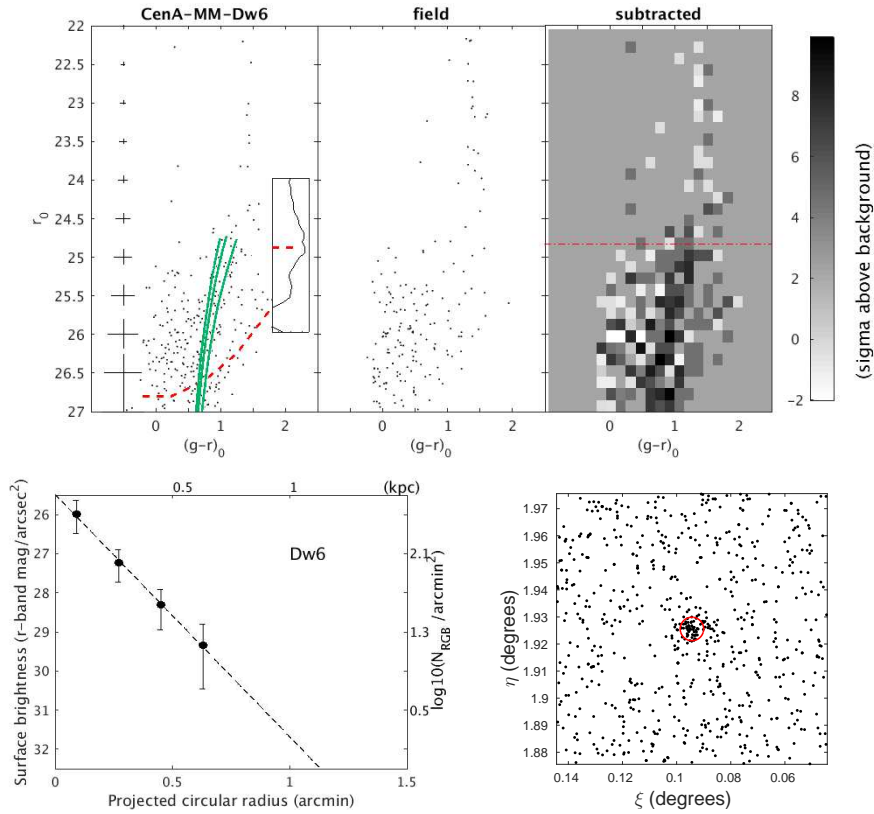 CenA-MM-Dw6 field subtracted
22
22.5
23
23.5
24
24.5
25
25.5
26
26.5
27
r0
0 1 2
(g-r)0
0 1 2
(g-r)0
0 1 2
(g-r)0
8
6
4
2
0
−2
(sigma above background)
0.5 1 (kpc)
26
27
28
29
30
31
32
Surface brightness (r-band mag/arcsec²)
Dw6
2.1
1.3
0.5
log10(N_RGB /arcmin²)
0 0.5 1 1.5
Projected circular radius (arcmin)
1.97
1.96
1.95
1.94
1.93
1.92
1.91
1.9
1.89
1.88
η (degrees)
0.14 0.12 0.1 0.08 0.06
ξ (degrees)